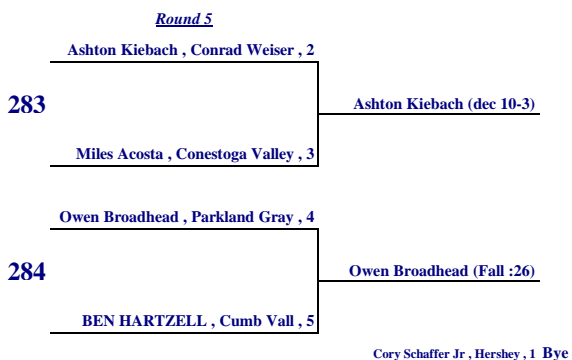 Round 5
Ashton Kiebach , Conrad Weiser , 2
283
Ashton Kiebach (dec 10-3)
Miles Acosta , Conestoga Valley , 3
Owen Broadhead , Parkland Gray , 4
284
Owen Broadhead (Fall :26)
BEN HARTZELL , Cumb Vall , 5
Cory Schaffer Jr , Hershey , 1 Bye